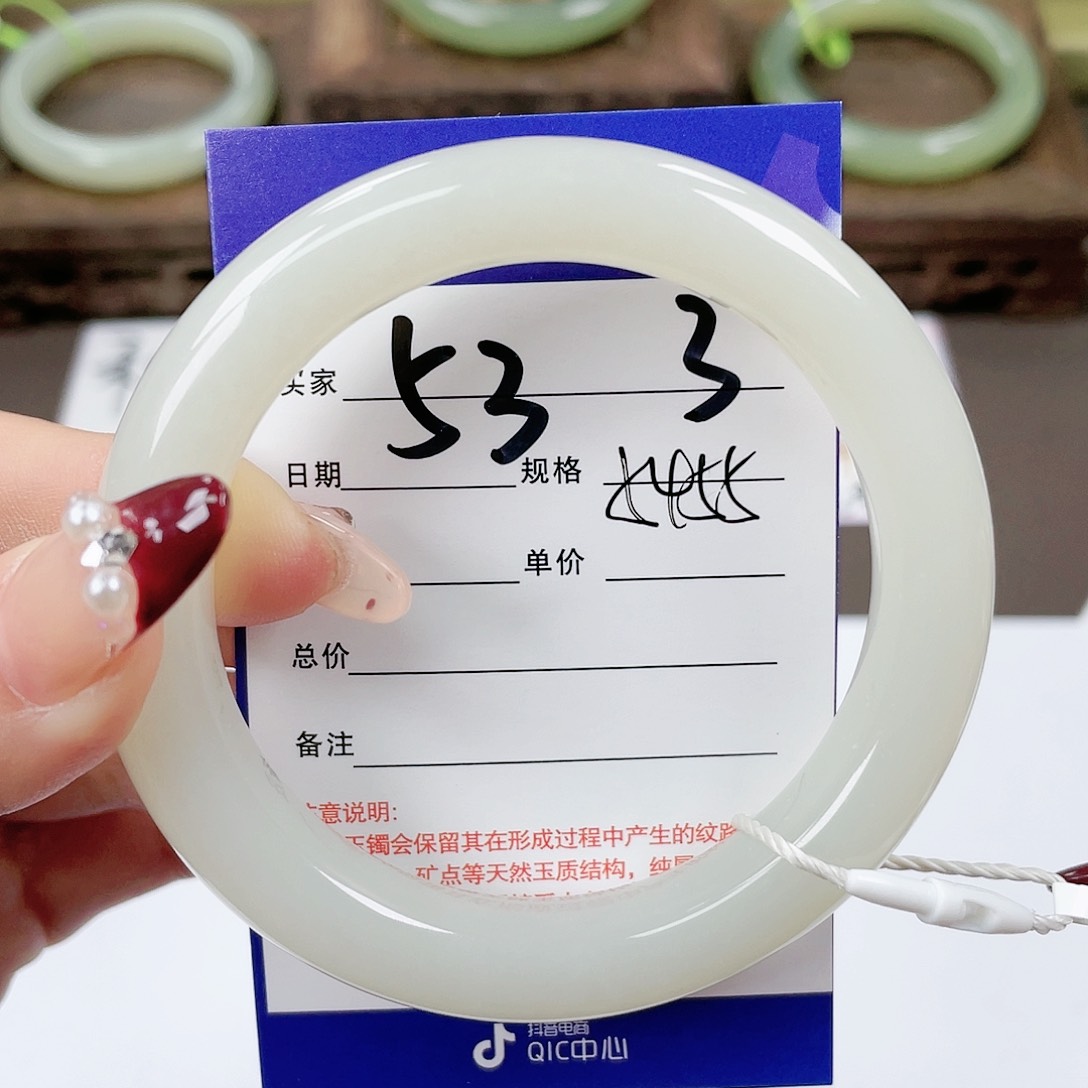 买家 53 3
日期 规格
单价
总价
备注
注意说明:
玉镯会保留其在形成过程中产生的纹路
矿点等天然玉质结构，纯属
抖音电商
QIC中心